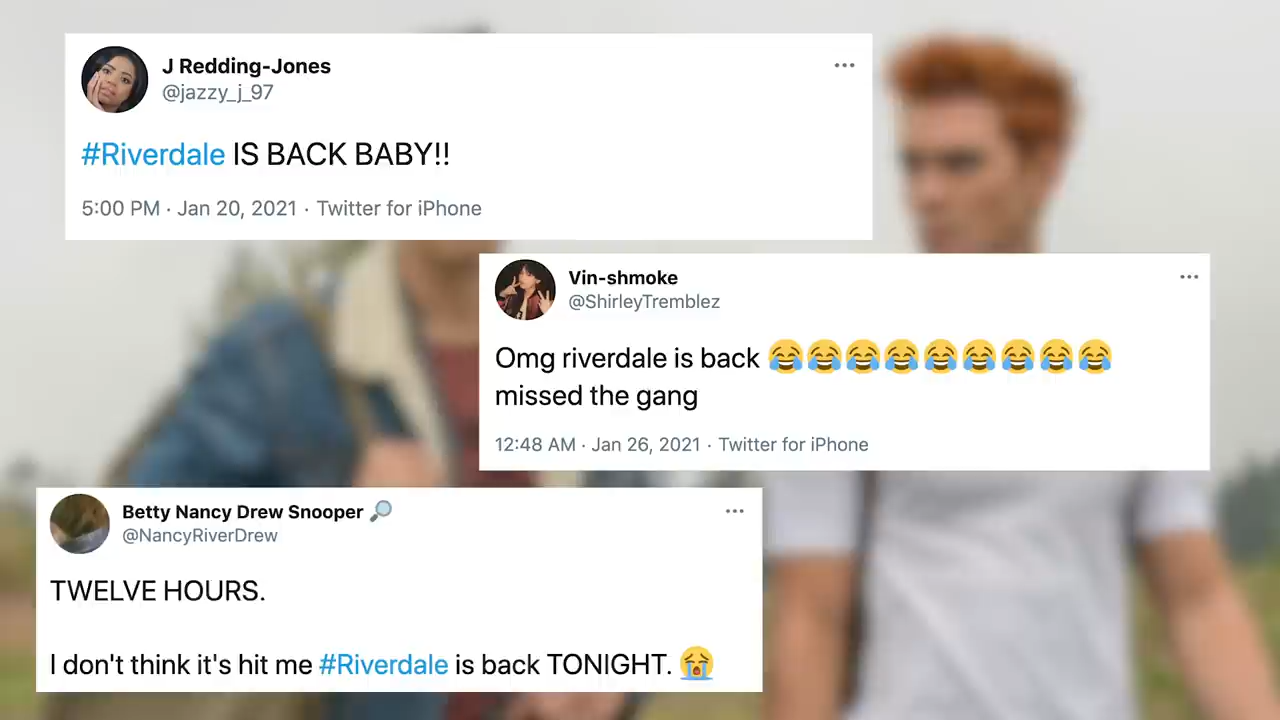 J Redding-Jones
@jazzy_j_97
#Riverdale IS BACK BABY!!
5:00 PM · Jan 20, 2021 · Twitter for iPhone
Vin-shmoke
@ShirleyTremblez
Omg riverdale is back 😂😂😂😂😂😂😂😂😂
missed the gang
12:48 AM · Jan 26, 2021 · Twitter for iPhone
Betty Nancy Drew Snooper 🔎
@NancyRiverDrew
TWELVE HOURS.
I don't think it's hit me #Riverdale is back TONIGHT. 😭